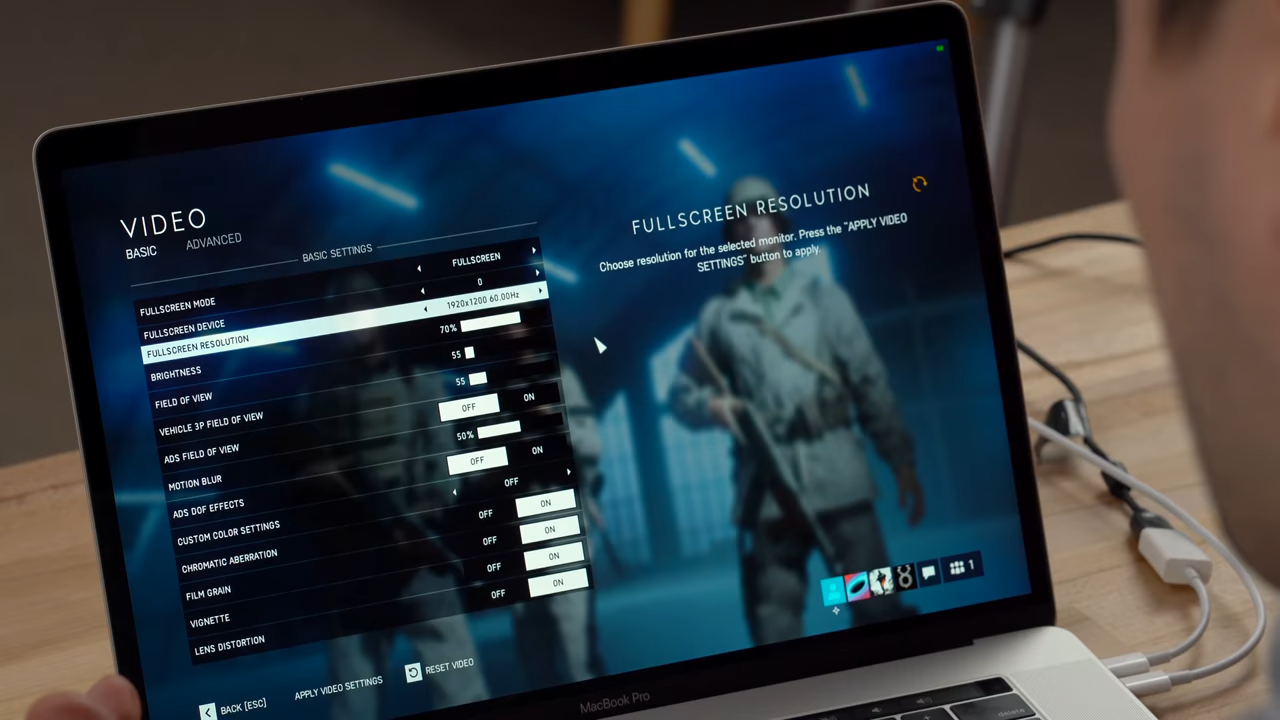 VIDEO
BASIC ADVANCED
BASIC SETTINGS
FULLSCREEN MODE FULLSCREEN
FULLSCREEN DEVICE 0
FULLSCREEN RESOLUTION 1920x1200 60.00Hz
BRIGHTNESS 70%
FIELD OF VIEW 55
VEHICLE 3P FIELD OF VIEW 55
ADS FIELD OF VIEW OFF ON
MOTION BLUR 50%
ADS DOF EFFECTS OFF ON
CUSTOM COLOR SETTINGS OFF
CHROMATIC ABERRATION OFF ON
FILM GRAIN OFF ON
VIGNETTE OFF ON
LENS DISTORTION OFF ON
BACK [ESC] APPLY VIDEO SETTINGS RESET VIDEO
FULLSCREEN RESOLUTION
Choose resolution for the selected monitor. Press the "APPLY VIDEO
SETTINGS" button to apply.
1
MacBook Pro
delete